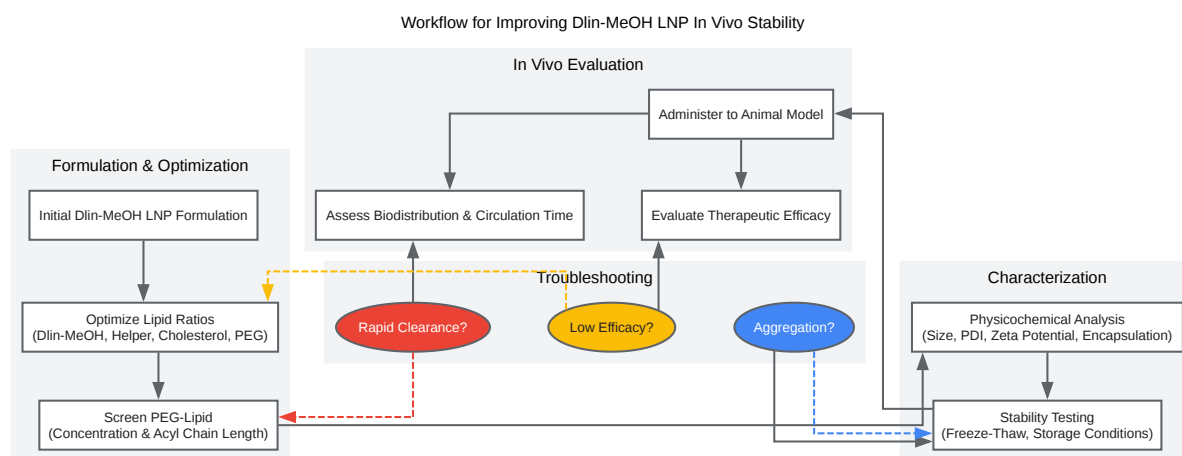 Workflow for Improving Dlin-MeOH LNP In Vivo Stability
In Vivo Evaluation
Administer to Animal Model
Assess Biodistribution & Circulation Time
Evaluate Therapeutic Efficacy
Formulation & Optimization
Initial Dlin-MeOH LNP Formulation
Optimize Lipid Ratios
(Dlin-MeOH, Helper, Cholesterol, PEG)
Screen PEG-Lipid
(Concentration & Acyl Chain Length)
Troubleshooting
Rapid Clearance?
Low Efficacy?
Aggregation?
Characterization
Physicochemical Analysis
(Size, PDI, Zeta Potential, Encapsulation)
Stability Testing
(Freeze-Thaw, Storage Conditions)